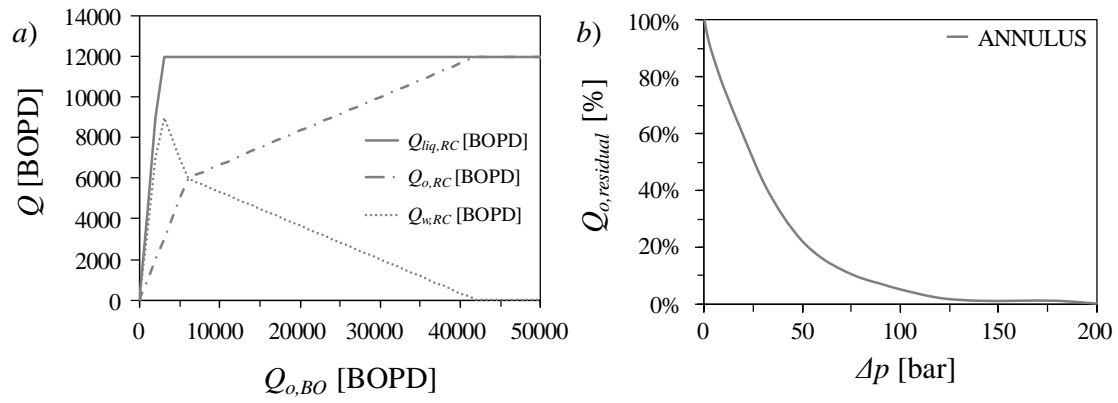 a)
Q [BOPD]
14000
12000
10000
8000
6000
4000
2000
0
Q_liq,RC [BOPD]
Q_o,RC [BOPD]
Q_w,RC [BOPD]
0 10000 20000 30000 40000 50000
Q_o,BO [BOPD]
b)
Q_o,residual [%]
100%
80%
60%
40%
20%
0%
ANNULUS
0 50 100 150 200
Δp [bar]